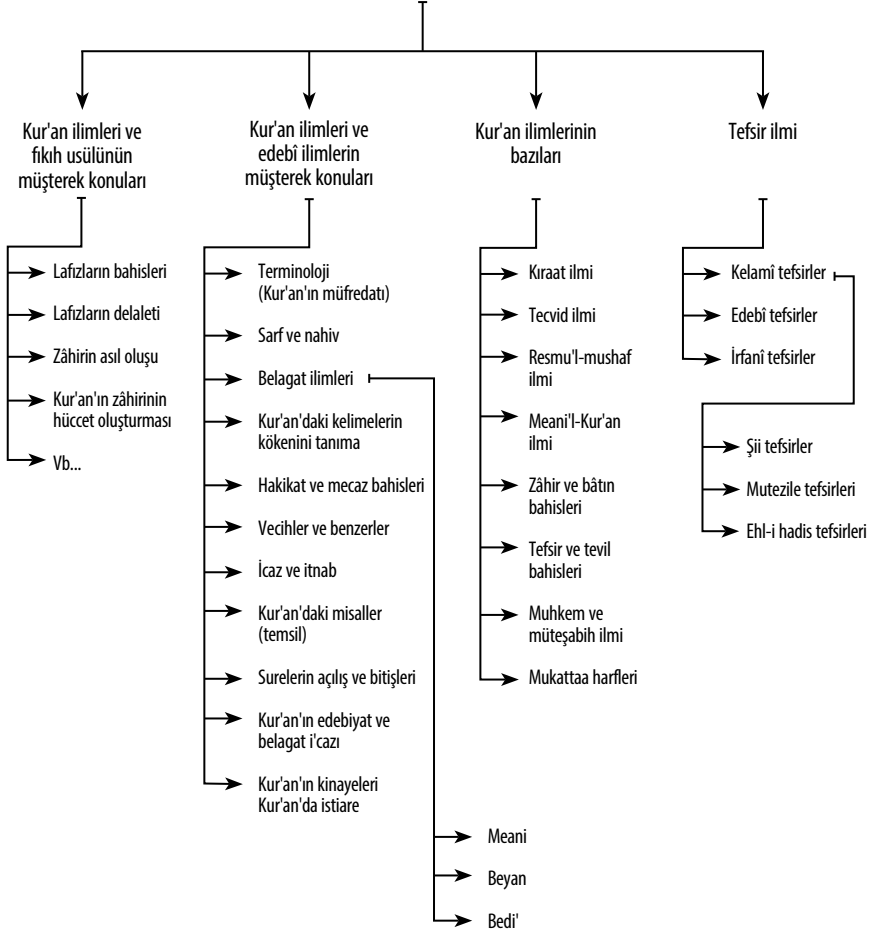 Kur'an ilimleri ve
fıkıh usülünün
müşterek konuları
Lafızların bahisleri
Lafızların delaleti
Zâhirin asıl oluşu
Kur'an'ın zâhirinin
hüccet oluşturması
Vb...
Kur'an ilimleri ve
edebî ilimlerin
müşterek konuları
Terminoloji
(Kur'an'ın müfredatı)
Sarf ve nahiv
Belagat ilimleri
Kur'an'daki kelimelerin
kökenini tanıma
Hakikat ve mecaz bahisleri
Vecihler ve benzerler
İcaz ve itnab
Kur'an'daki misaller
(temsil)
Surelerin açılış ve bitişleri
Kur'an'ın edebiyat ve
belagat i'cazı
Kur'an'ın kinayeleri
Kur'an'da istiare
Meani
Beyan
Bedi'
Kur'an ilimlerinin
bazıları
Kıraat ilmi
Tecvid ilmi
Resmu'l-mushaf
ilmi
Meani'l-Kur'an
ilmi
Zâhir ve bâtın
bahisleri
Tefsir ve tevil
bahisleri
Muhkem ve
müteşabih ilmi
Mukattaa harfleri
Tefsir ilmi
Kelamî tefsirler
Edebî tefsirler
İrfanî tefsirler
Şii tefsirler
Mutezile tefsirleri
Ehl-i hadis tefsirleri